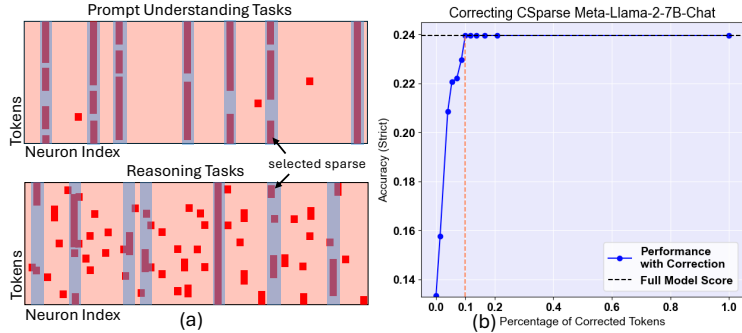 Prompt Understanding Tasks
Tokens
Neuron Index
selected sparse
Reasoning Tasks
Tokens
Neuron Index
(a)
Correcting CSparse Meta-Llama-2-7B-Chat
Accuracy (Strict)
0.24
0.22
0.20
0.18
0.16
0.14
0.0
0.1
0.2
0.4
0.6
0.8
1.0
Performance
with Correction
Full Model Score
(b)
Percentage of Corrected Tokens